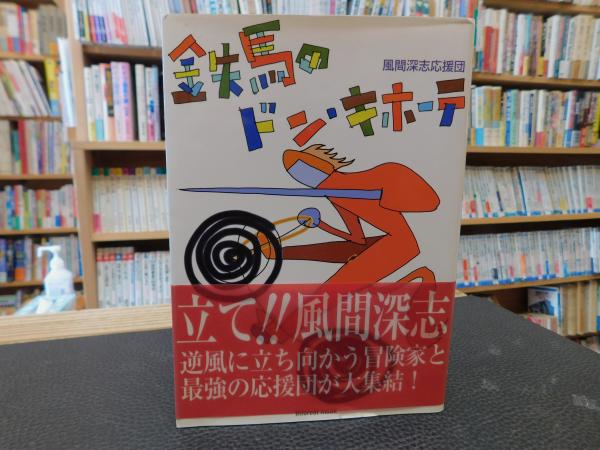 鉄馬の
ドン・キホーテ
風間深志応援団
立て!! 風間深志
逆風に立ち向かう冒険家と
最強の応援団が大集結！